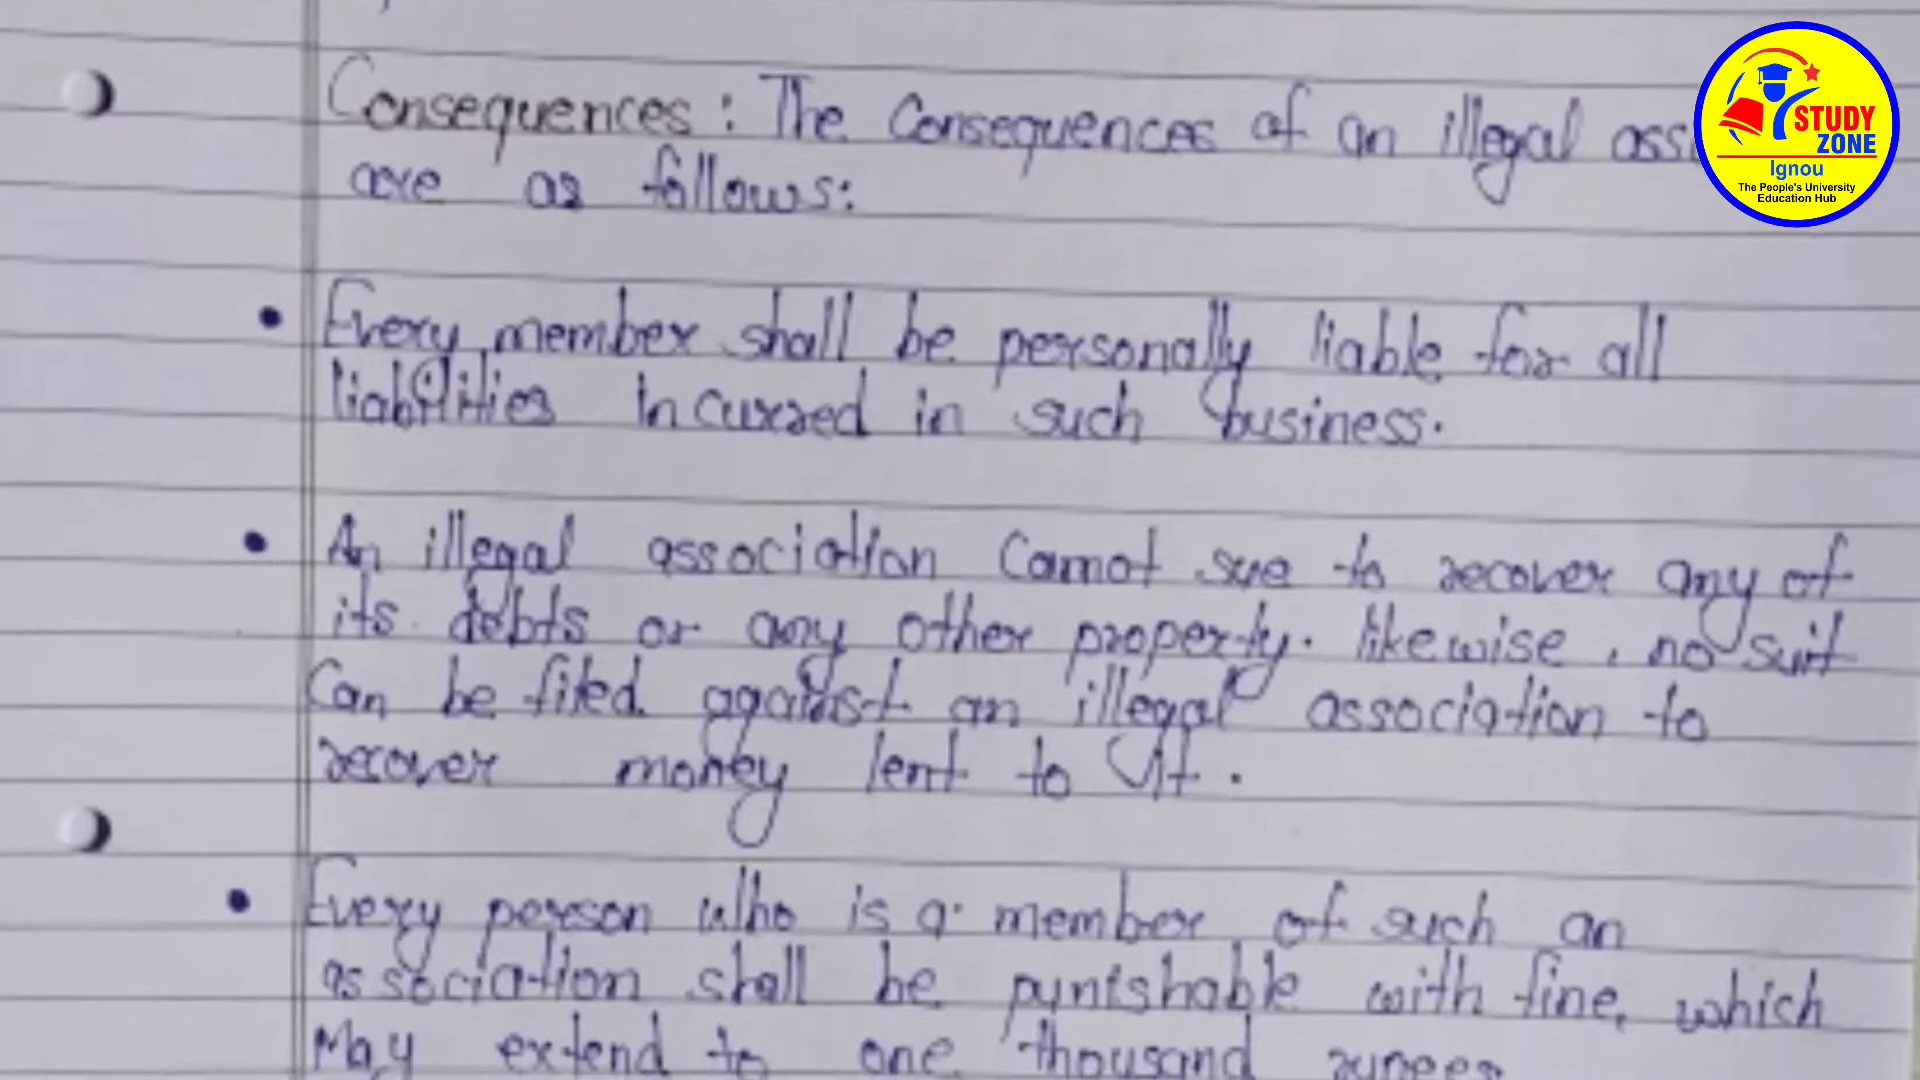 Consequences: The Consequences of an illegal
are as follows:
• Every member shall be personally liable for all
liabilities incurred in such business.
• An illegal association Cannot sue to recover any of
its debts or any other property. likewise, no suit
Can be filed against an illegal association to
recover money lent to it.
• Every person who is a member of such an
association shall be punishable with fine, which
May extend to one thousand rupees
STUDY
ZONE
Ignou
The People's University
Education Hub